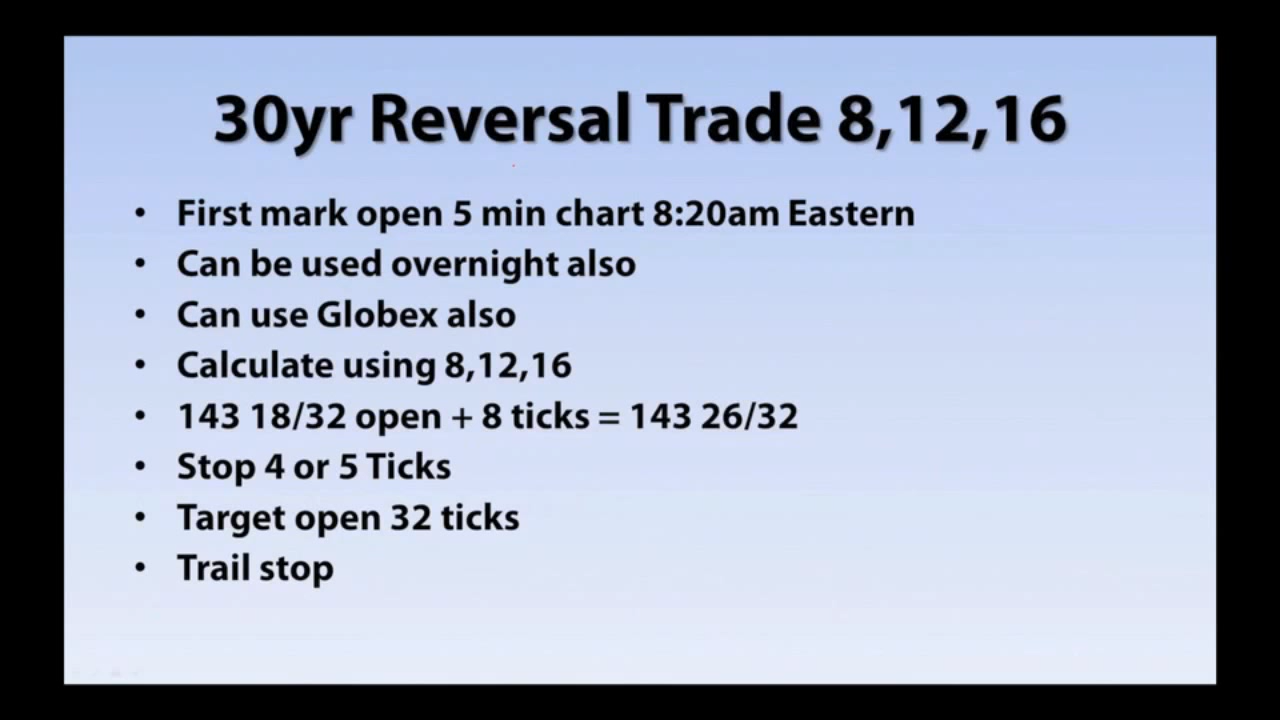 30yr Reversal Trade 8,12,16
• First mark open 5 min chart 8:20am Eastern
• Can be used overnight also
• Can use Globex also
• Calculate using 8,12,16
• 143 18/32 open + 8 ticks = 143 26/32
• Stop 4 or 5 Ticks
• Target open 32 ticks
• Trail stop